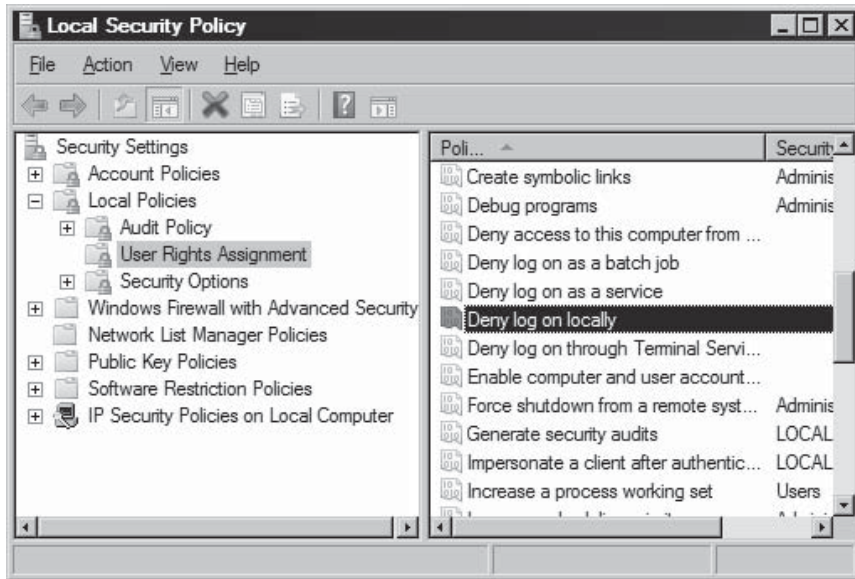 Local Security Policy
File Action View Help
Security Settings
Account Policies
Local Policies
Audit Policy
User Rights Assignment
Security Options
Windows Firewall with Advanced Security
Network List Manager Policies
Public Key Policies
Software Restriction Policies
IP Security Policies on Local Computer
Poli... Security
Create symbolic links Adminis
Debug programs Adminis
Deny access to this computer from ...
Deny log on as a batch job
Deny log on as a service
Deny log on locally
Deny log on through Terminal Servi...
Enable computer and user account...
Force shutdown from a remote syst... Adminis
Generate security audits LOCAL
Impersonate a client after authentic... LOCAL
Increase a process working set Users